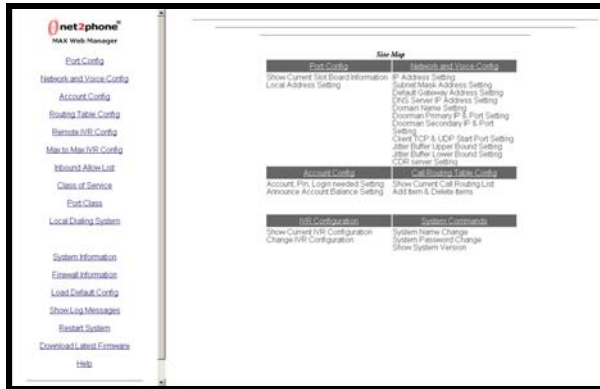 net2phone
MAX Web Manager
Port Config
Network and Voice Config
Account Config
Routing Table Config
Remote IVR Config
Max to Max IVR Config
Inbound Allow List
Class of Service
Port Class
Local Dialing System
System Information
Firewall Information
Load Default Config
Show Log Messages
Restart System
Download Latest Firmware
Help
Site Map
Port Config
Show Current Slot Board Information
Local Address Setting
Network and Voice Config
IP Address Setting
Subnet Mask Address Setting
Default Gateway Address Setting
DNS Server IP Address Setting
Domain Name Setting
Doorman Primary IP & Port Setting
Doorman Secondary IP & Port
Setting
Client TCP & UDP Start Port Setting
Jitter Buffer Upper Bound Setting
Jitter Buffer Lower Bound Setting
CDR server Setting
Account Config
Account, Pin, Login needed Setting
Announce Account Balance Setting
Call Routing Table Config
Show Current Call Routing List
Add Item & Delete Items
IVR Configuration
Show Current IVR Configuration
Change IVR Configuration
System Commands
System Name Change
System Password Change
Show System Version